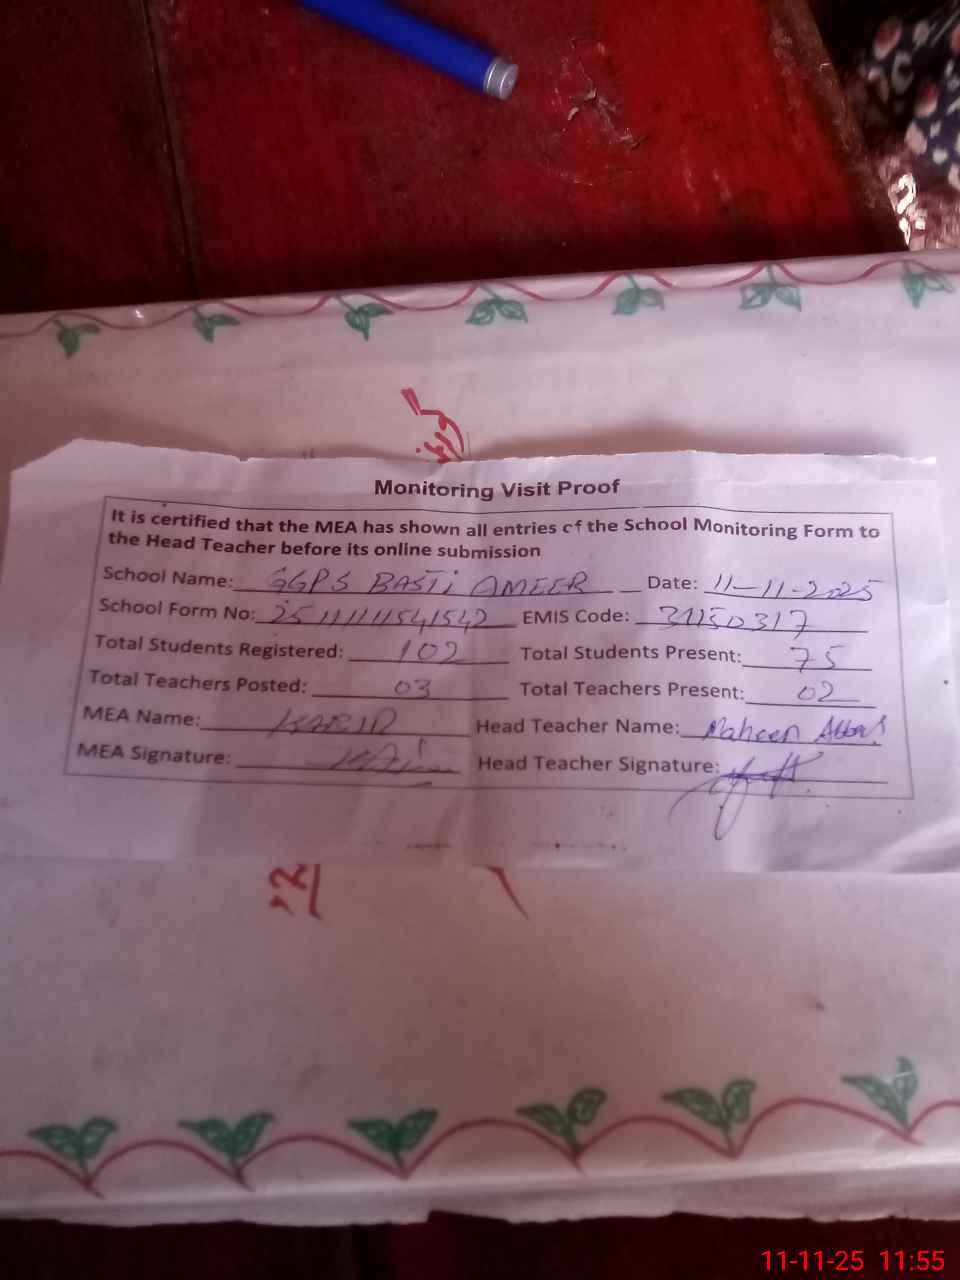 Monitoring Visit Proof
It is certified that the MEA has shown all entries of the School Monitoring Form to
the Head Teacher before its online submission
School Name: GGPS BASTi AMEER Date: 11-11-2025
School Form No: EMIS Code: 31150317
Total Students Registered: 102 Total Students Present: 75
Total Teachers Posted: 03 Total Teachers Present: 02
MEA Name: Head Teacher Name: Maheen
MEA Signature: Head Teacher Signature:
11-11-25 11:55